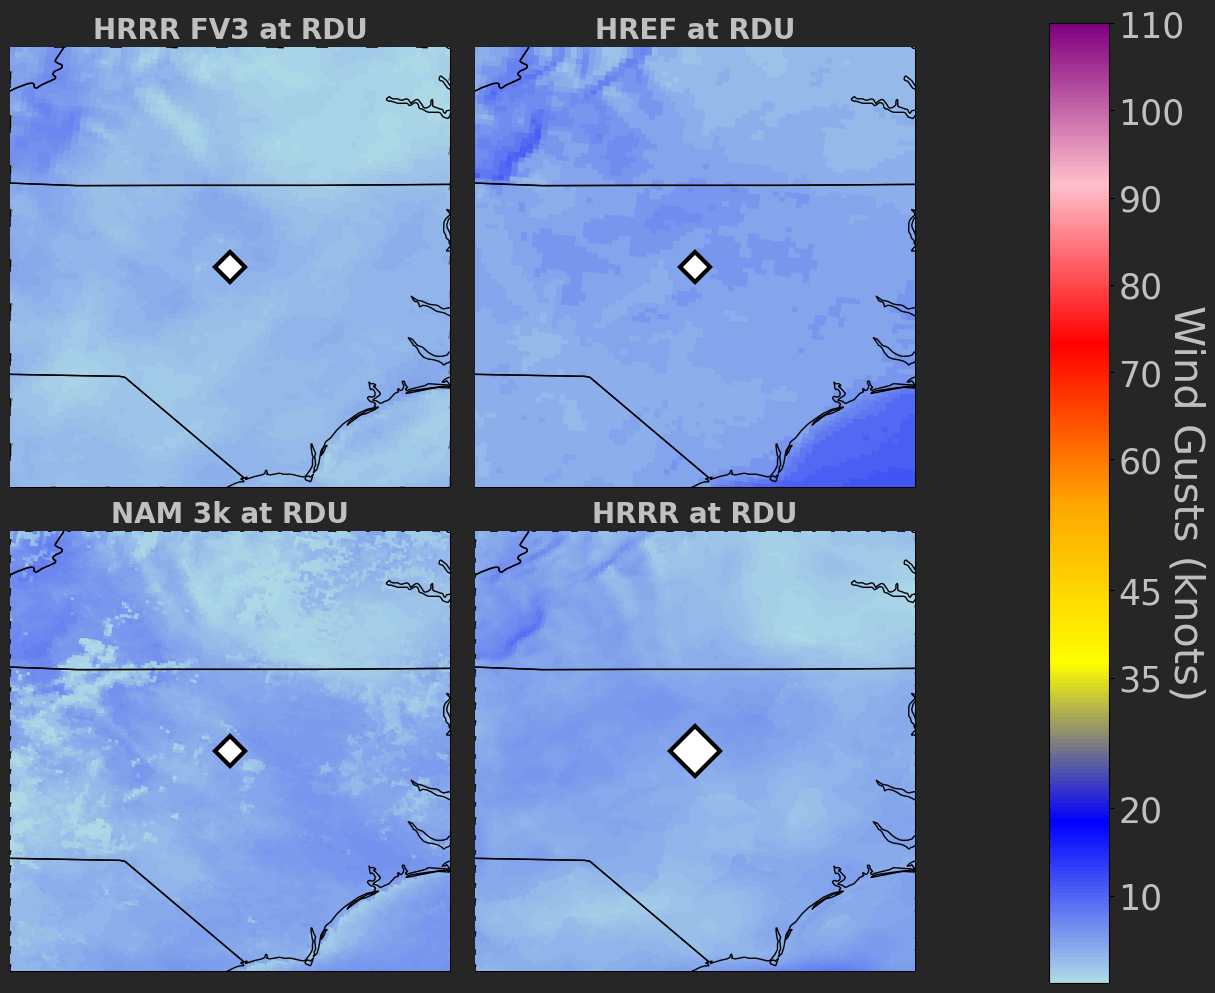 HRRR FV3 at RDU
HREF at RDU
NAM 3k at RDU
HRRR at RDU
110
100
90
80
70
60
45
35
20
10
Wind Gusts (knots)